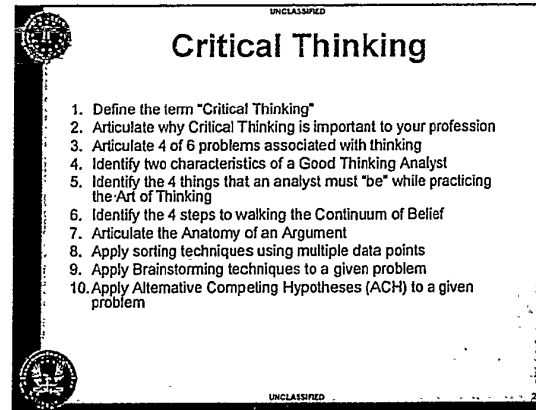 UNCLASSIFIED
Critical Thinking
1. Define the term "Critical Thinking"
2. Articulate why Critical Thinking is important to your profession
3. Articulate 4 of 6 problems associated with thinking
4. Identify two characteristics of a Good Thinking Analyst
5. Identify the 4 things that an analyst must "be" while practicing
the Art of Thinking
6. Identify the 4 steps to walking the Continuum of Belief
7. Articulate the Anatomy of an Argument
8. Apply sorting techniques using multiple data points
9. Apply Brainstorming techniques to a given problem
10. Apply Alternative Competing Hypotheses (ACH) to a given
problem
UNCLASSIFIED
2